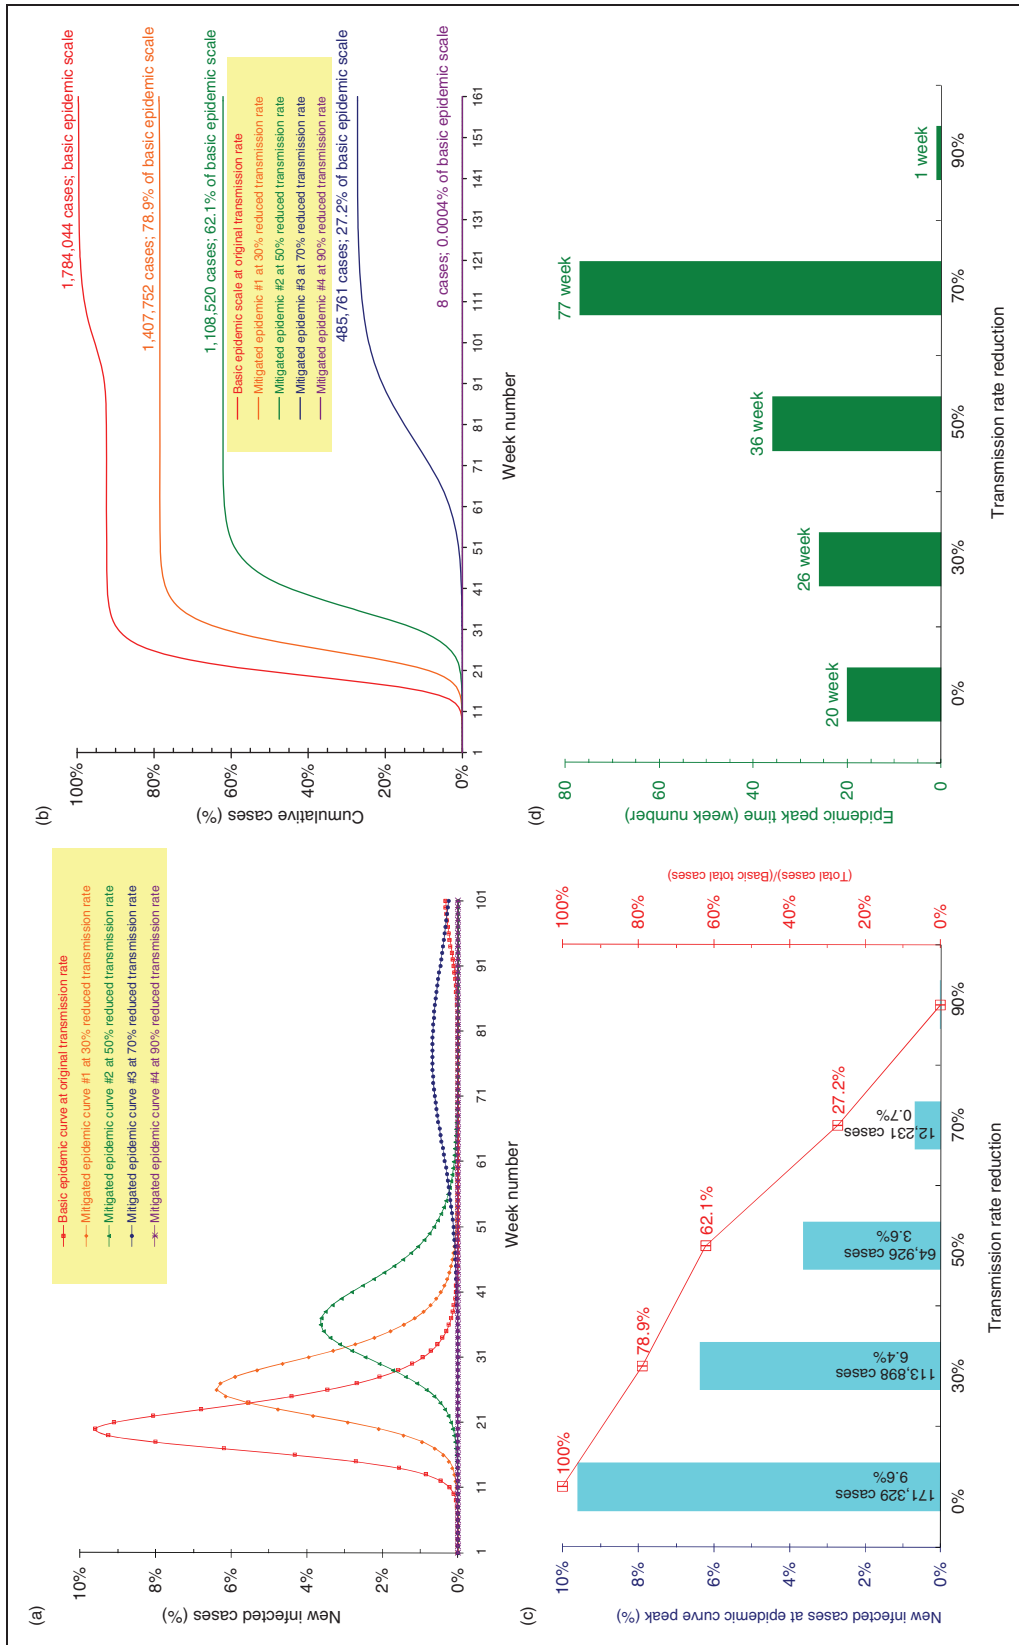 (a)
New infected cases (%)
10%
8%
6%
4%
2%
0%
1
11
21
31
41
51
61
71
81
91
101
Week number
Basic epidemic curve at original transmission rate
Mitigated epidemic curve #1 at 30% reduced transmission rate
Mitigated epidemic curve #2 at 50% reduced transmission rate
Mitigated epidemic curve #3 at 70% reduced transmission rate
Mitigated epidemic curve #4 at 90% reduced transmission rate
(b)
Cumulative cases (%)
100%
80%
60%
40%
20%
0%
1
11
21
31
41
51
61
71
81
91
101
111
121
131
141
151
161
Week number
1,784,044 cases; basic epidemic scale
1,407,752 cases; 78.9% of basic epidemic scale
1,108,520 cases; 62.1% of basic epidemic scale
Basic epidemic scale at original transmission rate
Mitigated epidemic #1 at 30% reduced transmission rate
Mitigated epidemic #2 at 50% reduced transmission rate
Mitigated epidemic #3 at 70% reduced transmission rate
Mitigated epidemic #4 at 90% reduced transmission rate
485,761 cases; 27.2% of basic epidemic scale
8 cases; 0.0004% of basic epidemic scale
(c)
New infected cases at epidemic curve peak (%)
10%
8%
6%
4%
2%
0%
100%
78.9%
62.1%
27.2%
171,329 cases
9.6%
113,898 cases
6.4%
64,926 cases
3.6%
12,231 cases
0.7%
0%
30%
50%
70%
90%
Transmission rate reduction
100%
80%
60%
40%
20%
0%
(Total cases)/(Basic total cases)
(d)
Epidemic peak time (week number)
80
60
40
20
0
20 week
26 week
36 week
77 week
1 week
0%
30%
50%
70%
90%
Transmission rate reduction